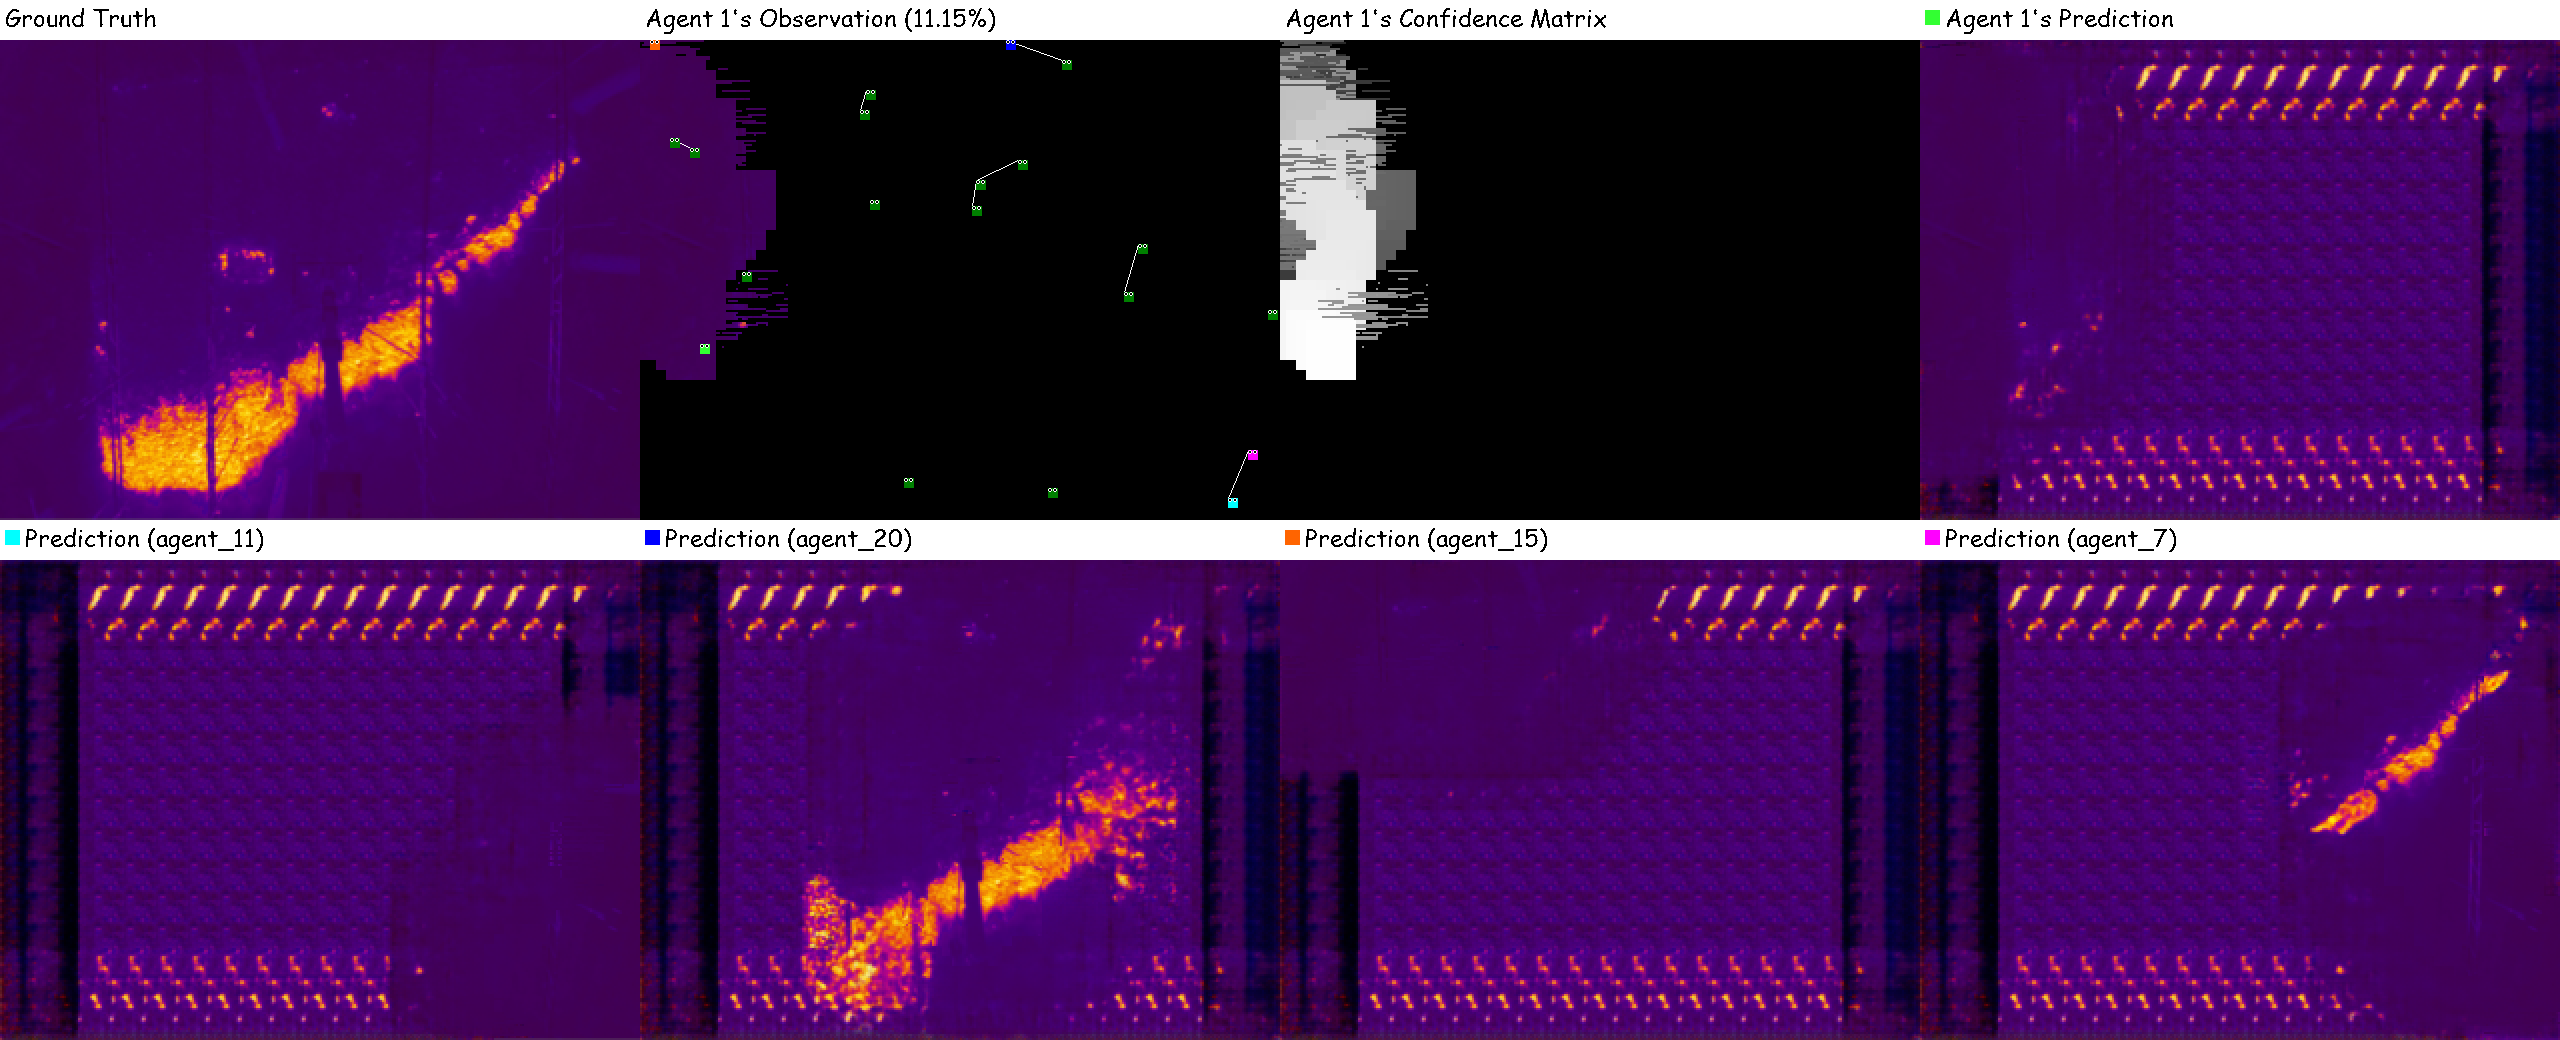 Ground Truth
Agent 1's Observation (11.15%)
Agent 1's Confidence Matrix
Agent 1's Prediction
Prediction (agent_11)
Prediction (agent_20)
Prediction (agent_15)
Prediction (agent_7)